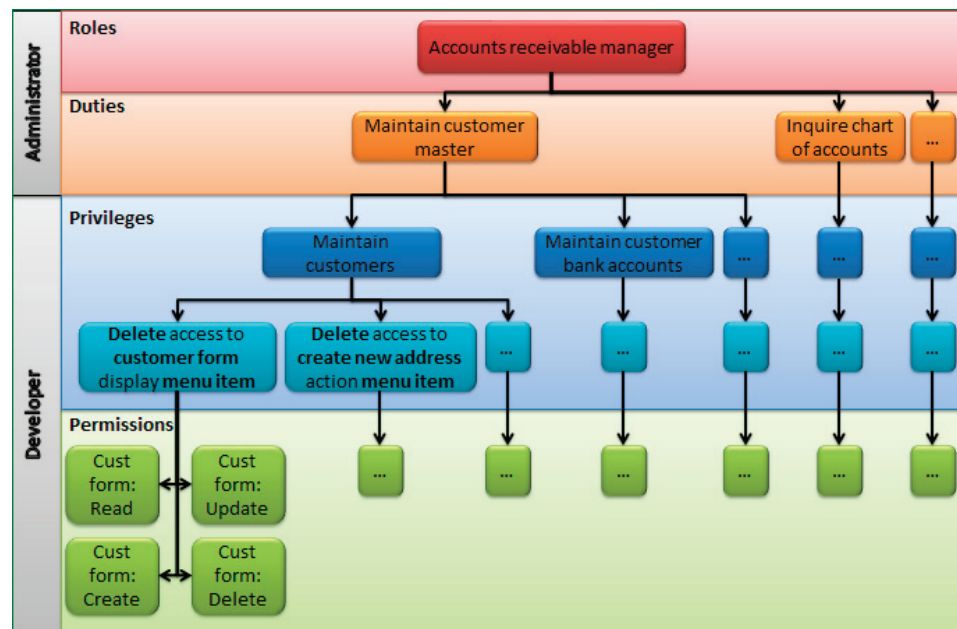 Administrator
Roles
Accounts receivable manager
Duties
Maintain customer
master
Inquire chart
of accounts
...
Developer
Privileges
Maintain
customers
Maintain customer
bank accounts
...
...
...
Delete access to
customer form
display menu item
Delete access to
create new address
action menu item
...
...
...
...
...
Permissions
Cust
form:
Read
Cust
form:
Update
...
...
...
...
...
...
Cust
form:
Create
Cust
form:
Delete